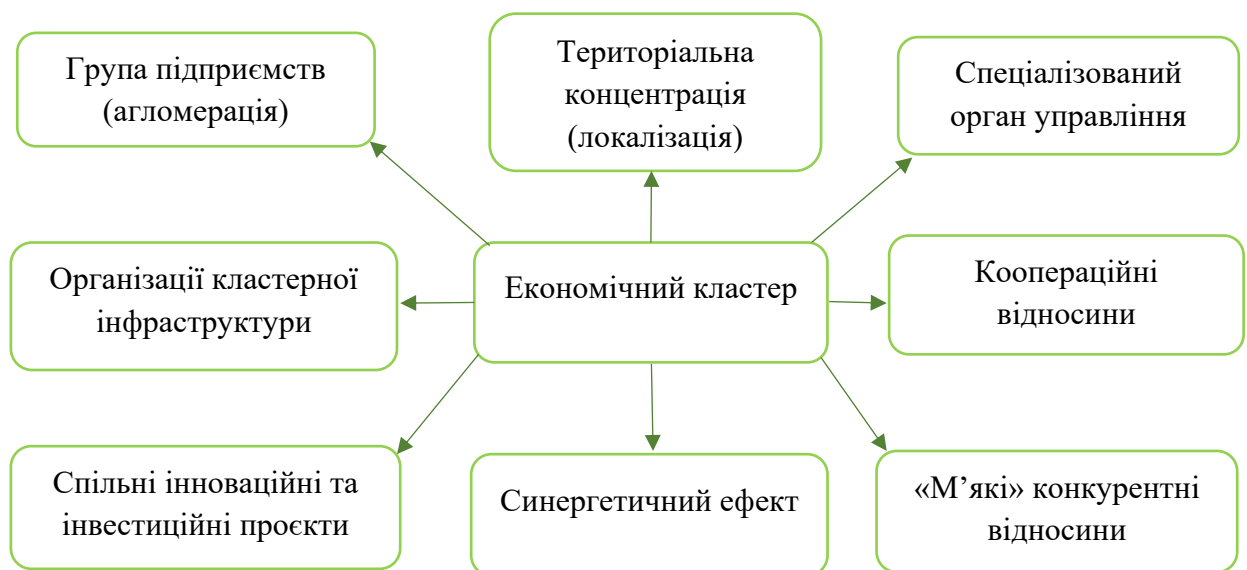 Група підприємств
(агломерація)
Територіальна
концентрація
(локалізація)
Спеціалізований
орган управління
Організації кластерної
інфраструктури
Економічний кластер
Коопераційні
відносини
Спільні інноваційні та
інвестиційні проєкти
Синергетичний ефект
«М’які» конкурентні
відносини